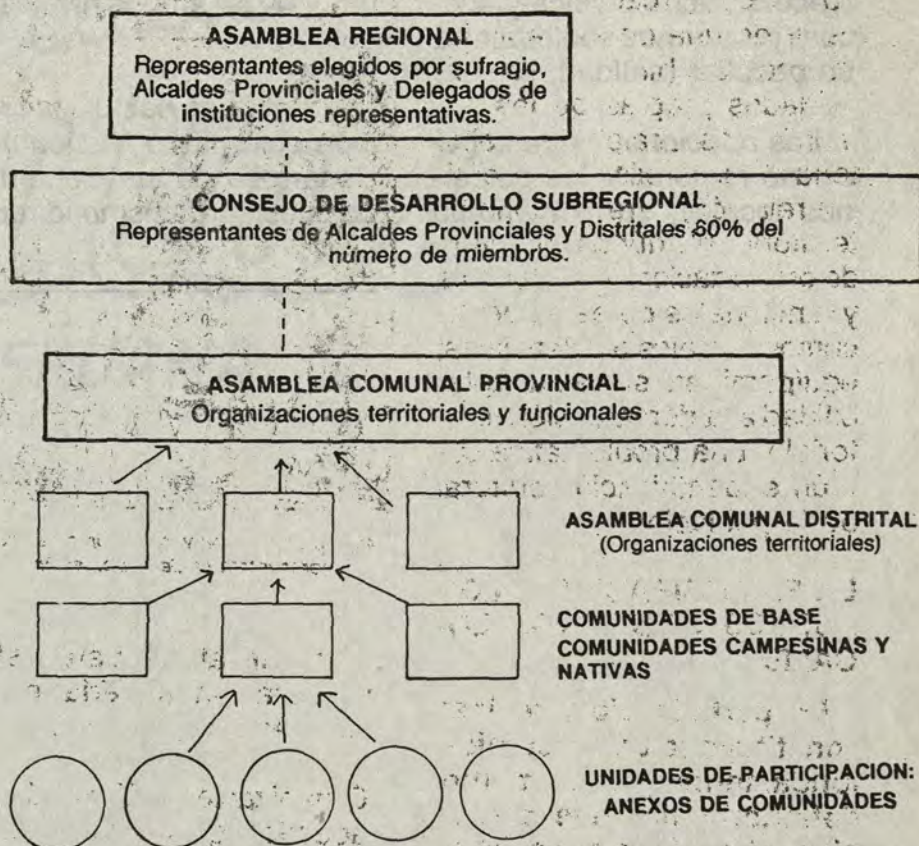 ASAMBLEA REGIONAL
Representantes elegidos por sufragio,
Alcaldes Provinciales y Delegados de
instituciones representativas.
CONSEJO DE DESARROLLO SUBREGIONAL
Representantes de Alcaldes Provinciales y Distritales 60% del
número de miembros.
ASAMBLEA COMUNAL PROVINCIAL
Organizaciones territoriales y funcionales
ASAMBLEA COMUNAL DISTRITAL
(Organizaciones territoriales)
COMUNIDADES DE BASE
COMUNIDADES CAMPESINAS Y
NATIVAS
UNIDADES DE PARTICIPACION:
ANEXOS DE COMUNIDADES